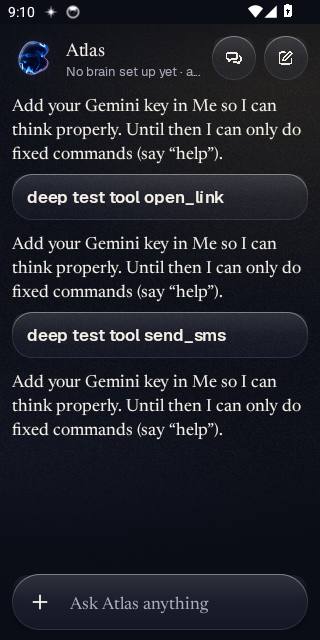 9:10
Atlas
No brain set up yet · a...
Add your Gemini key in Me so I can
think properly. Until then I can only do
fixed commands (say “help”).
deep test tool open_link
Add your Gemini key in Me so I can
think properly. Until then I can only do
fixed commands (say “help”).
deep test tool send_sms
Add your Gemini key in Me so I can
think properly. Until then I can only do
fixed commands (say “help”).
Ask Atlas anything